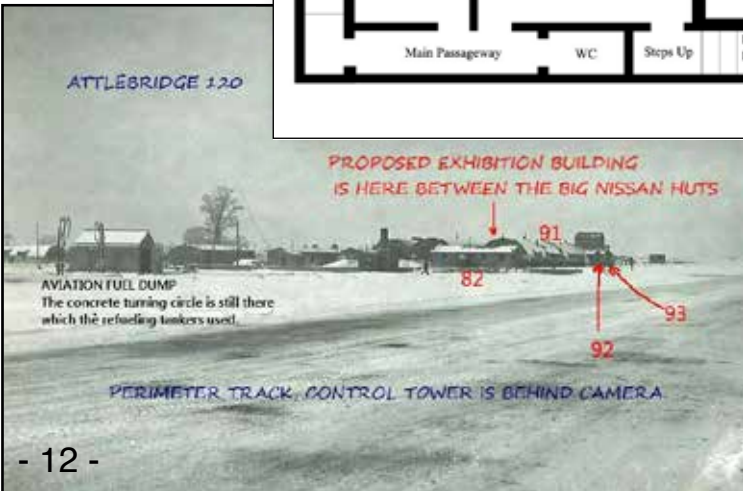 Main Passageway
WC
Steps Up
ATTLEBRIDGE 120
PROPOSED EXHIBITION BUILDING
IS HERE BETWEEN THE BIG NISSAN HUTS
91
82
AVIATION FUEL DUMP
The concrete turning circle is still there
which the refueling tankers used.
93
92
PERIMETER TRACK, CONTROL TOWER IS BEHIND CAMERA
- 12 -